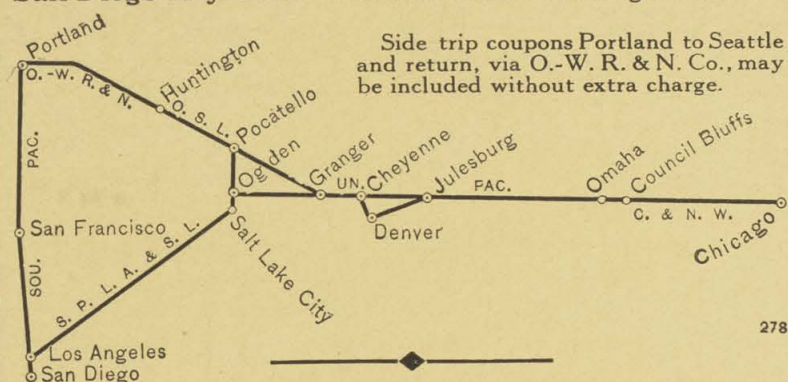 Portland
Side trip coupons Portland to Seattle
and return, via O.-W. R. & N. Co., may
be included without extra charge.
O.-W. R. & N.
Huntington
O. S. L.
Pocatello
Ogden
Granger
UN.
Cheyenne
Julesburg
PAC.
Omaha
Council Bluffs
C. & N. W.
Chicago
Denver
PAC.
San Francisco
SOU.
S. P. L. A. & S. L.
Salt Lake City
278
Los Angeles
San Diego